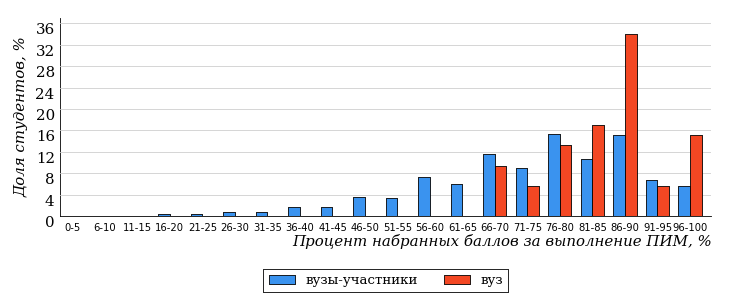 Доля студентов, %
36
32
28
24
20
16
12
8
4
0
0-5 6-10 11-15 16-20 21-25 26-30 31-35 36-40 41-45 46-50 51-55 56-60 61-65 66-70 71-75 76-80 81-85 86-90 91-95 96-100
Процент набранных баллов за выполнение ПИМ, %
вузы-участники вуз